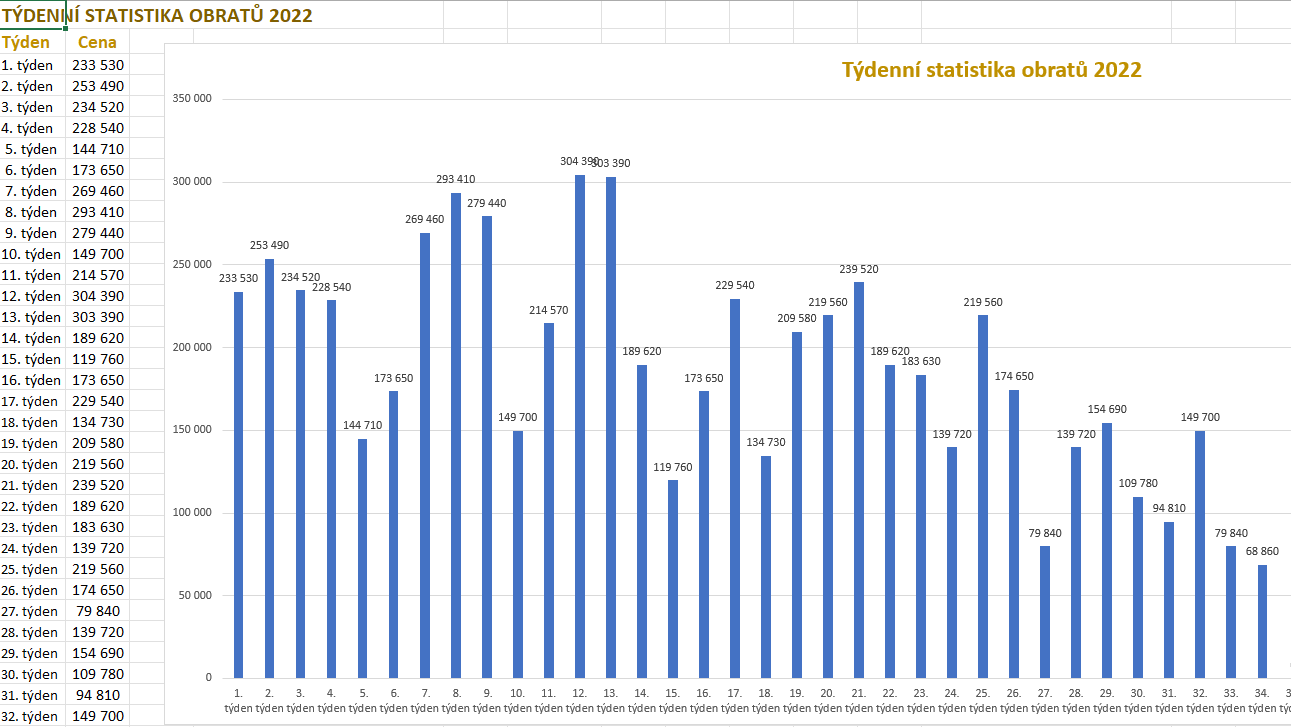 TÝDENNÍ STATISTIKA OBRATŮ 2022
Týden Cena
1. týden 233 530
2. týden 253 490
3. týden 234 520
4. týden 228 540
5. týden 144 710
6. týden 173 650
7. týden 269 460
8. týden 293 410
9. týden 279 440
10. týden 149 700
11. týden 214 570
12. týden 304 390
13. týden 303 390
14. týden 189 620
15. týden 119 760
16. týden 173 650
17. týden 229 540
18. týden 134 730
19. týden 209 580
20. týden 219 560
21. týden 239 520
22. týden 189 620
23. týden 183 630
24. týden 139 720
25. týden 219 560
26. týden 174 650
27. týden 79 840
28. týden 139 720
29. týden 154 690
30. týden 109 780
31. týden 94 810
32. týden 149 700
Týdenní statistika obratů 2022
350 000
300 000
250 000
200 000
150 000
100 000
50 000
0
233 530
253 490
234 520
228 540
144 710
173 650
269 460
293 410
279 440
149 700
214 570
304 390
303 390
189 620
119 760
173 650
229 540
134 730
209 580
219 560
239 520
189 620
183 630
139 720
219 560
174 650
79 840
139 720
154 690
109 780
94 810
149 700
79 840
68 860
1. 2. 3. 4. 5. 6. 7. 8. 9. 10. 11. 12. 13. 14. 15. 16. 17. 18. 19. 20. 21. 22. 23. 24. 25. 26. 27. 28. 29. 30. 31. 32. 33. 34.
týden týden týden týden týden týden týden týden týden týden týden týden týden týden týden týden týden týden týden týden týden týden týden týden týden týden týden týden týden týden týden týden týden týden